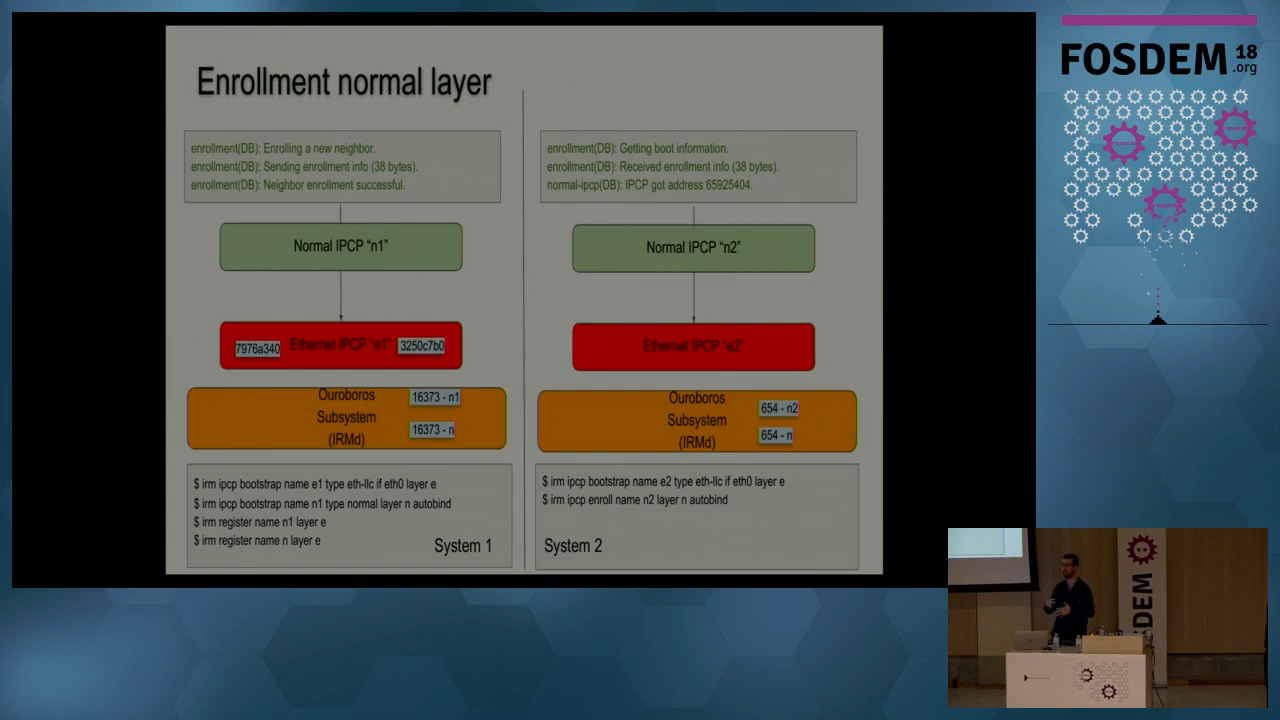 Enrollment normal layer
enrollment(DB): Enrolling a new neighbor.
enrollment(DB): Sending enrollment info (38 bytes).
enrollment(DB): Neighbor enrollment successful.
Normal IPCP “n1”
7976a340
Ethernet IPCP “e1”
3250c7b0
Ouroboros
Subsystem
(IRMd)
16373 - n1
16373 - n
$ irm ipcp bootstrap name e1 type eth-llc if eth0 layer e
$ irm ipcp bootstrap name n1 type normal layer n autobind
$ irm register name n1 layer e
$ irm register name n layer e
System 1
enrollment(DB): Getting boot information.
enrollment(DB): Received enrollment info (38 bytes).
normal-ipcp(DB): IPCP got address 65925404.
Normal IPCP “n2”
Ethernet IPCP “e2”
Ouroboros
Subsystem
(IRMd)
654 - n2
654 - n
$ irm ipcp bootstrap name e2 type eth-llc if eth0 layer e
$ irm ipcp enroll name n2 layer n autobind
System 2
FOSDEM 18
.org
DEM